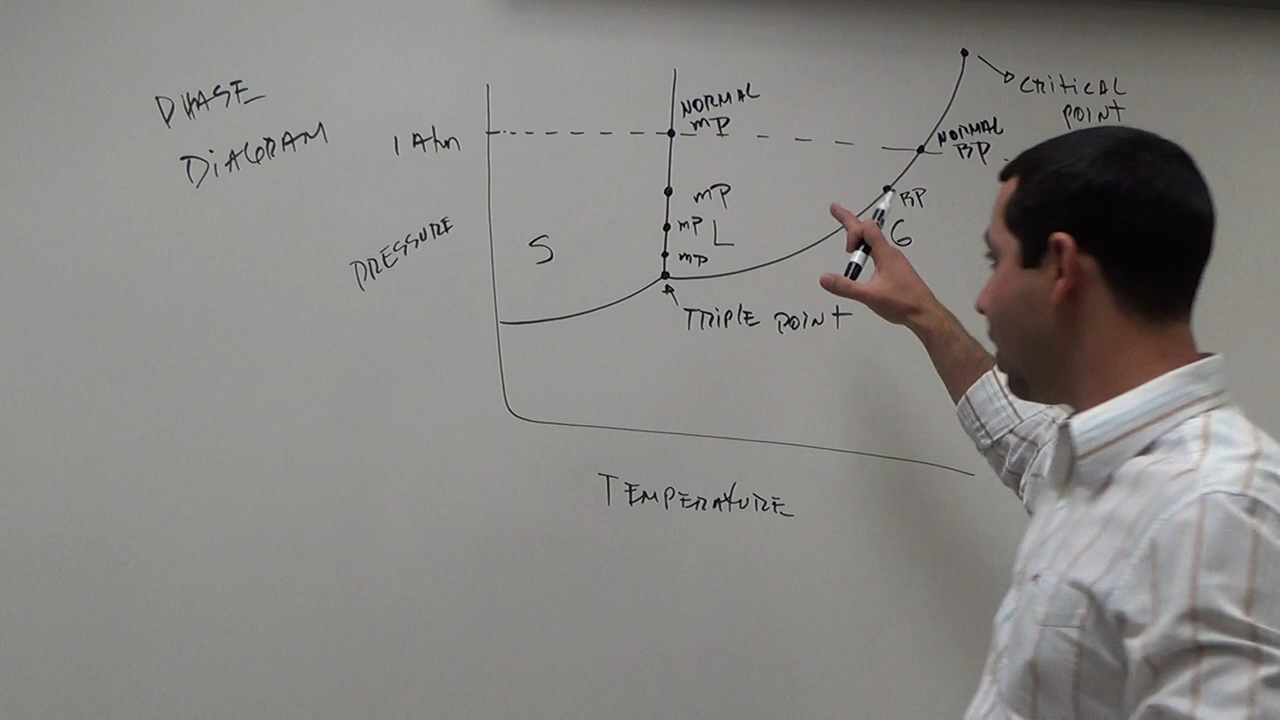 PHASE
DIAGRAM
1 Atm
PRESSURE
NORMAL
mp
CRITICAL
POINT
NORMAL
BP.
mp
BP
mp
L
G
S
mp
TRIPLE POINT
TEMPERATURE